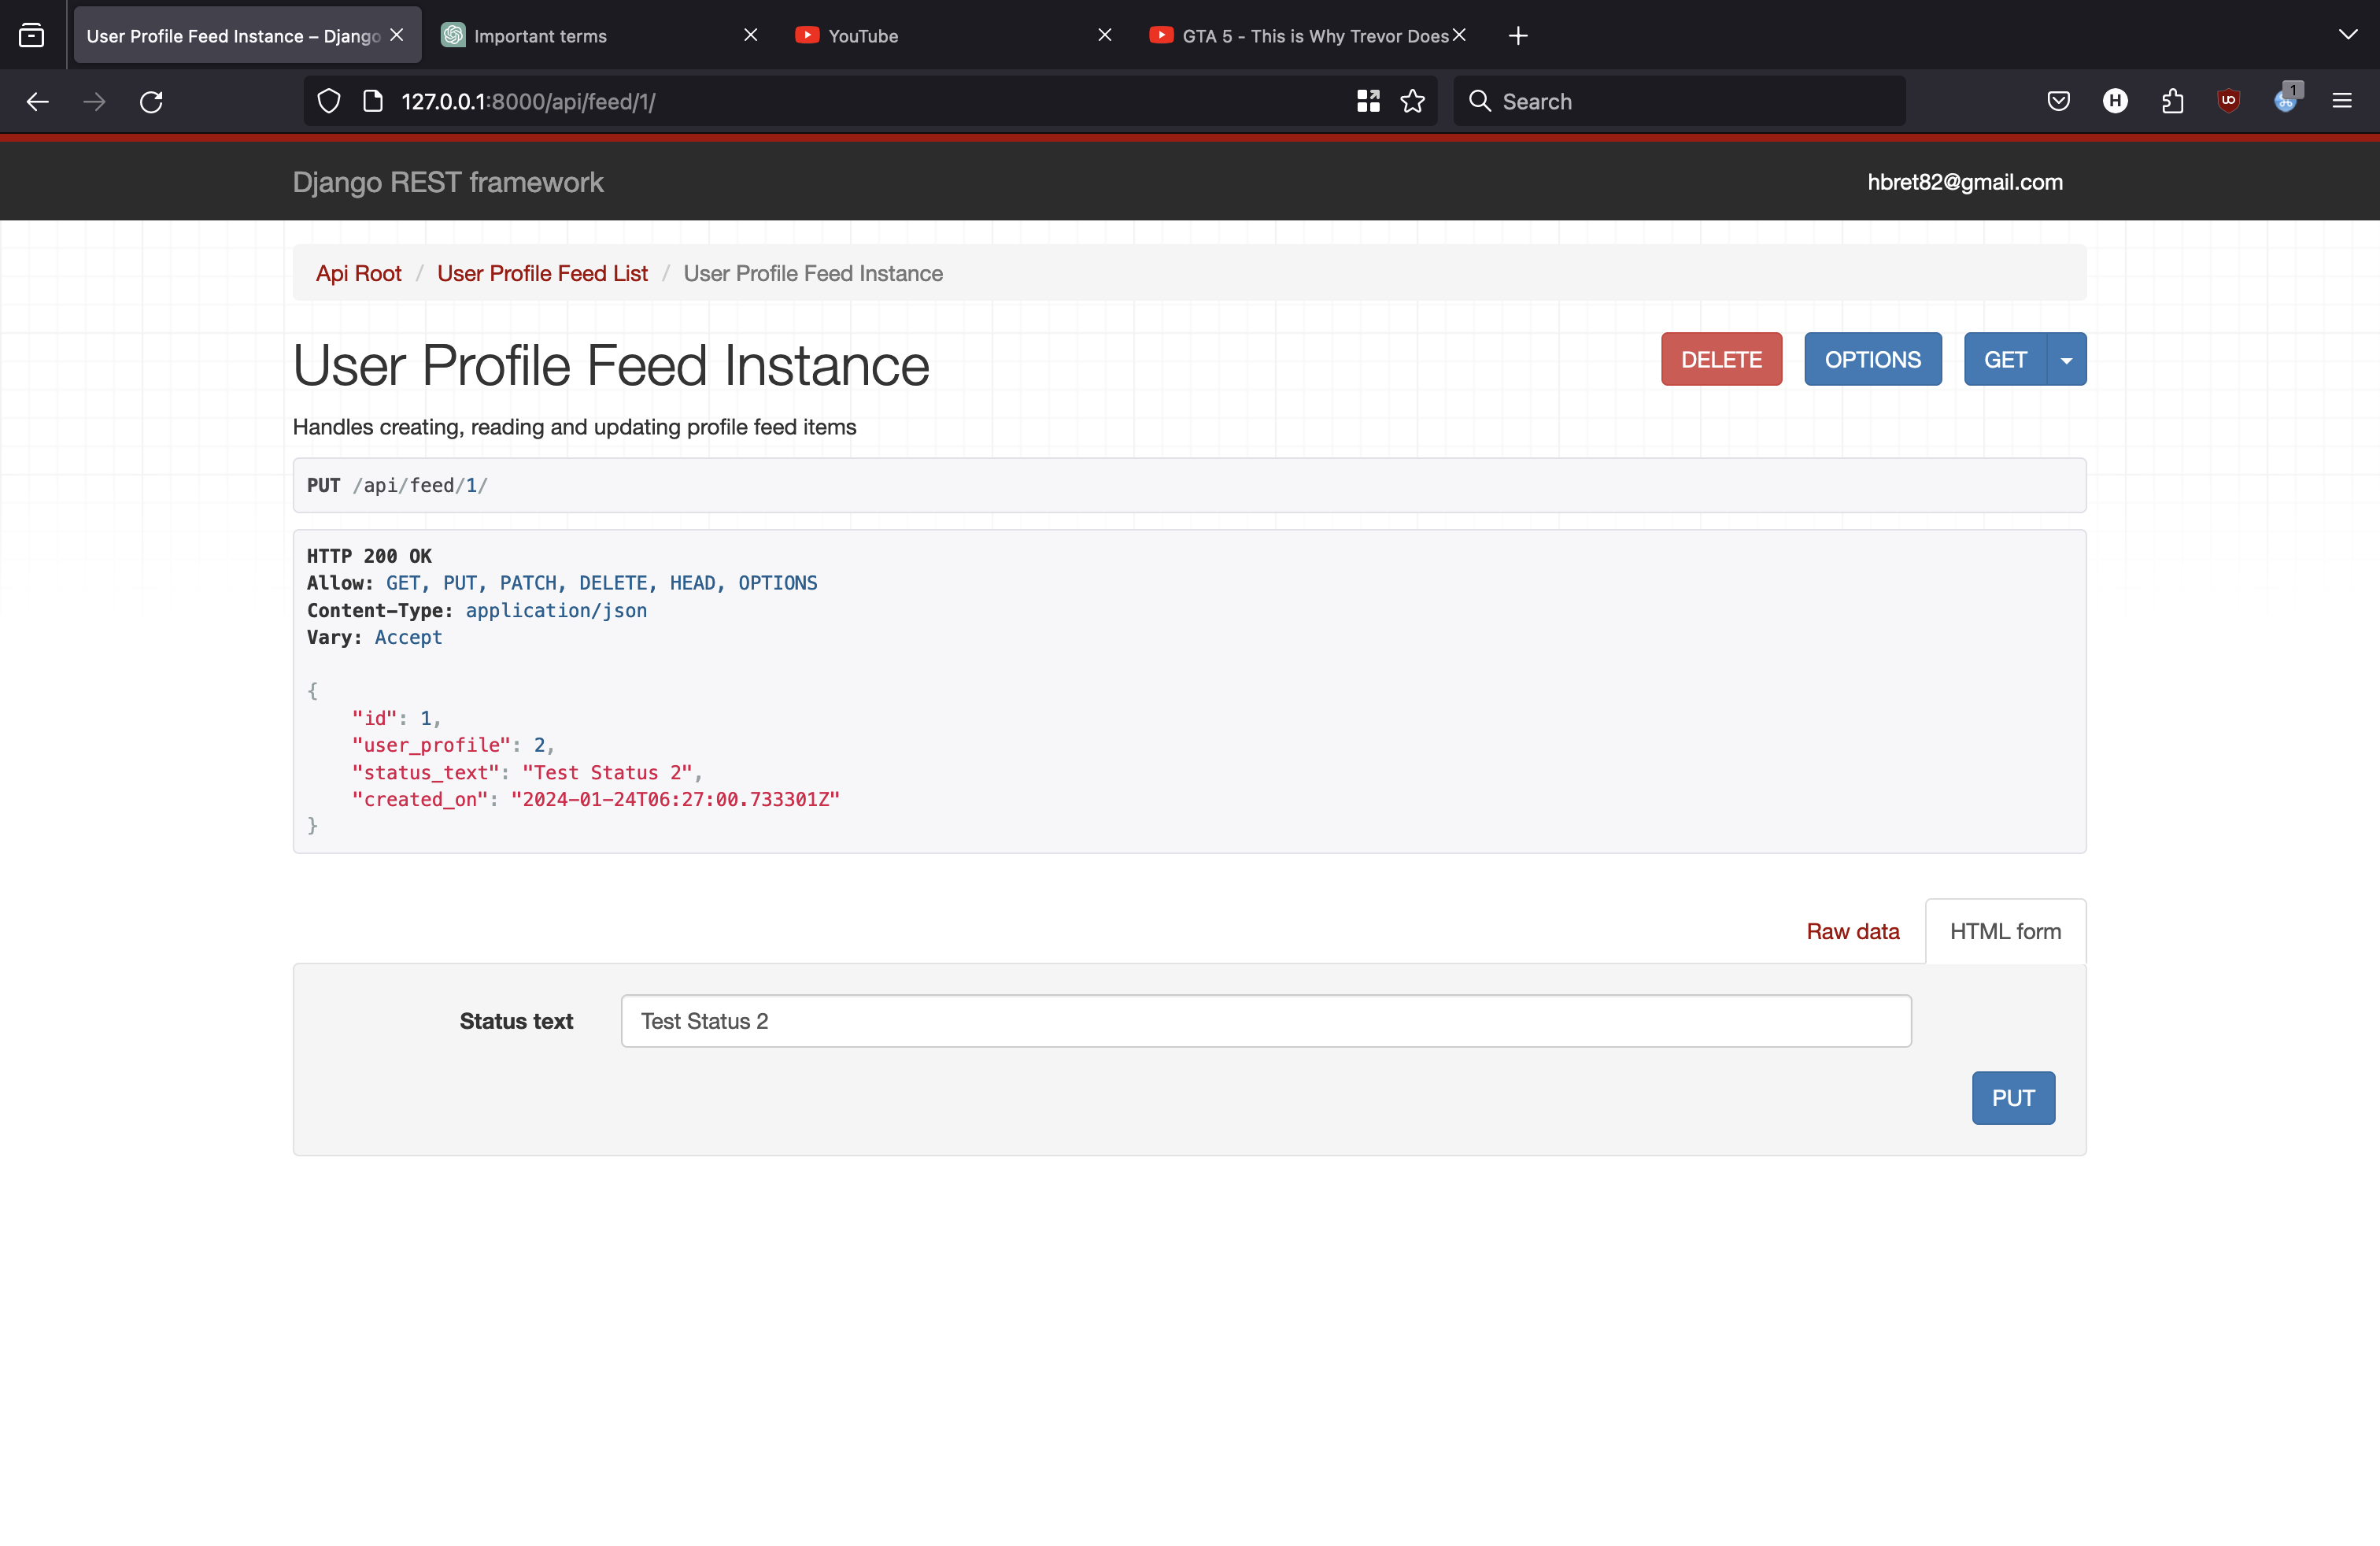 User Profile Feed Instance – Django
Important terms
YouTube
GTA 5 - This is Why Trevor Does
127.0.0.1:8000/api/feed/1/
Search
H
UO
1
Django REST framework
hbret82@gmail.com
Api Root / User Profile Feed List / User Profile Feed Instance
User Profile Feed Instance
DELETE
OPTIONS
GET
Handles creating, reading and updating profile feed items
PUT /api/feed/1/
HTTP 200 OK
Allow: GET, PUT, PATCH, DELETE, HEAD, OPTIONS
Content-Type: application/json
Vary: Accept
{
"id": 1,
"user_profile": 2,
"status_text": "Test Status 2",
"created_on": "2024-01-24T06:27:00.733301Z"
}
Raw data
HTML form
Status text
Test Status 2
PUT